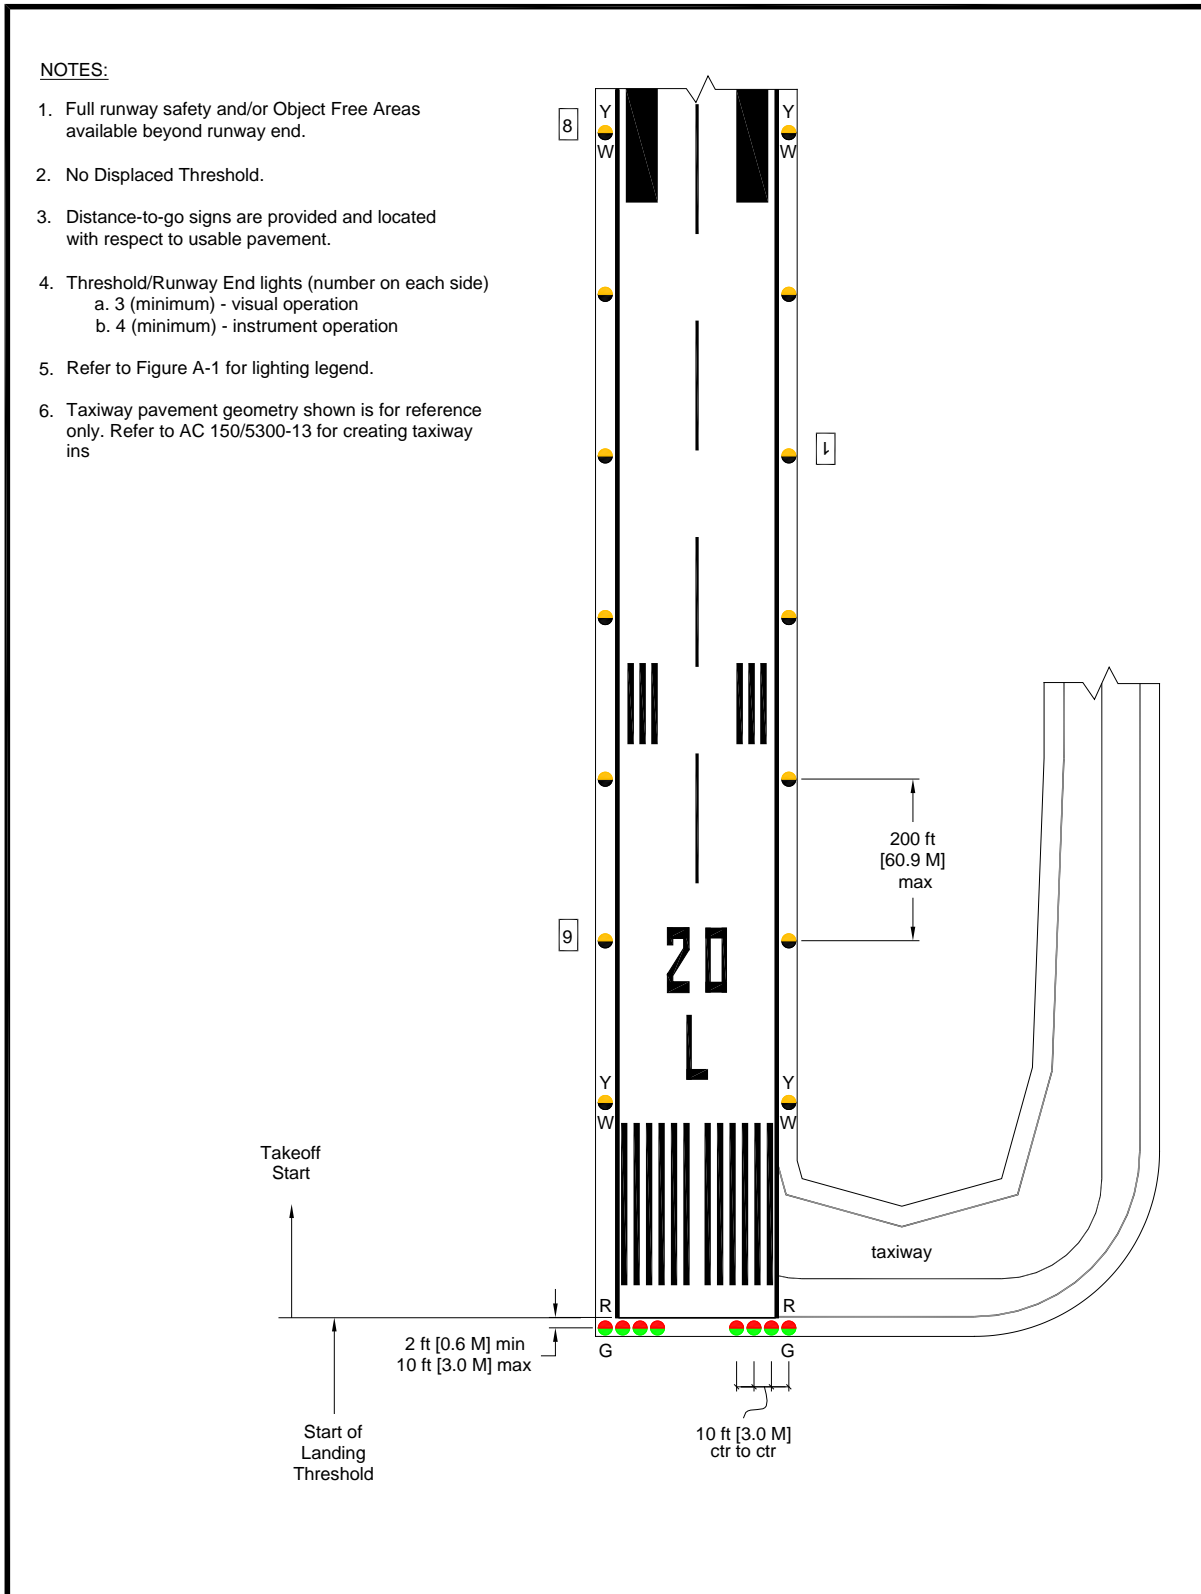 NOTES:
1. Full runway safety and/or Object Free Areas
available beyond runway end.
2. No Displaced Threshold.
3. Distance-to-go signs are provided and located
with respect to usable pavement.
4. Threshold/Runway End lights (number on each side)
a. 3 (minimum) - visual operation
b. 4 (minimum) - instrument operation
5. Refer to Figure A-1 for lighting legend.
6. Taxiway pavement geometry shown is for reference
only. Refer to AC 150/5300-13 for creating taxiway
ins
8
Y
W
Y
W
1
200 ft
[60.9 M]
max
9
20
L
Y
W
Y
W
Takeoff
Start
taxiway
R
G
R
G
2 ft [0.6 M] min
10 ft [3.0 M] max
10 ft [3.0 M]
ctr to ctr
Start of
Landing
Threshold